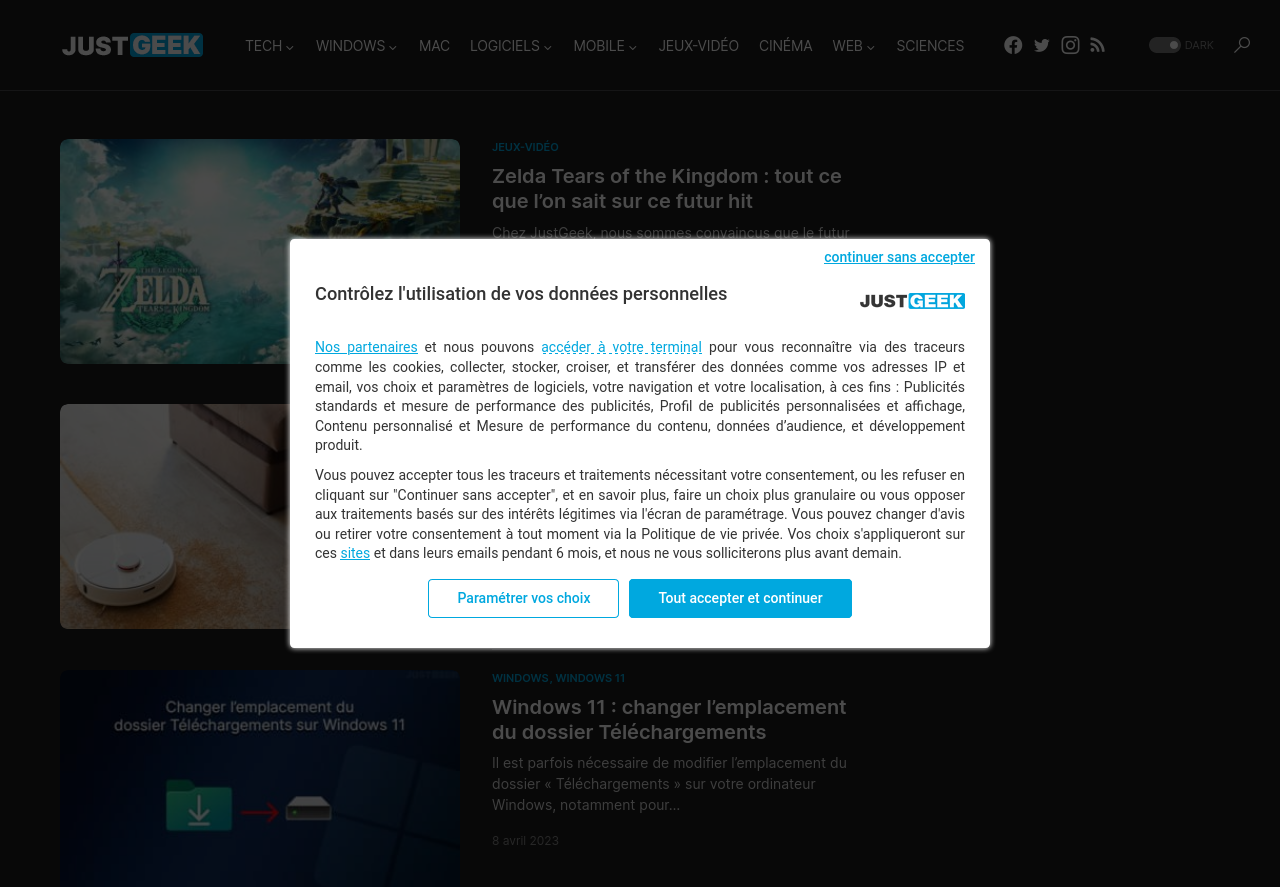 JUSTGEEK
TECH WINDOWS MAC LOGICIELS MOBILE JEUX-VIDÉO CINÉMA WEB SCIENCES DARK
ZELDA
TEARS OF THE KINGDOM
JEUX-VIDÉO
Zelda Tears of the Kingdom : tout ce
que l’on sait sur ce futur hit
Chez JustGeek, nous sommes convaincus que le futur
continuer sans accepter
Contrôlez l'utilisation de vos données personnelles
JUSTGEEK
Nos partenaires et nous pouvons accéder à votre terminal pour vous reconnaître via des traceurs
comme les cookies, collecter, stocker, croiser, et transférer des données comme vos adresses IP et
email, vos choix et paramètres de logiciels, votre navigation et votre localisation, à ces fins : Publicités
standards et mesure de performance des publicités, Profil de publicités personnalisées et affichage,
Contenu personnalisé et Mesure de performance du contenu, données d’audience, et développement
produit.
Vous pouvez accepter tous les traceurs et traitements nécessitant votre consentement, ou les refuser en
cliquant sur "Continuer sans accepter", et en savoir plus, faire un choix plus granulaire ou vous opposer
aux traitements basés sur des intérêts légitimes via l'écran de paramétrage. Vous pouvez changer d'avis
ou retirer votre consentement à tout moment via la Politique de vie privée. Vos choix s'appliqueront sur
ces sites et dans leurs emails pendant 6 mois, et nous ne vous solliciterons plus avant demain.
Paramétrer vos choix Tout accepter et continuer
Changer l’emplacement du
dossier Téléchargements sur Windows 11
WINDOWS, WINDOWS 11
Windows 11 : changer l’emplacement
du dossier Téléchargements
Il est parfois nécessaire de modifier l’emplacement du
dossier « Téléchargements » sur votre ordinateur
Windows, notamment pour…
8 avril 2023